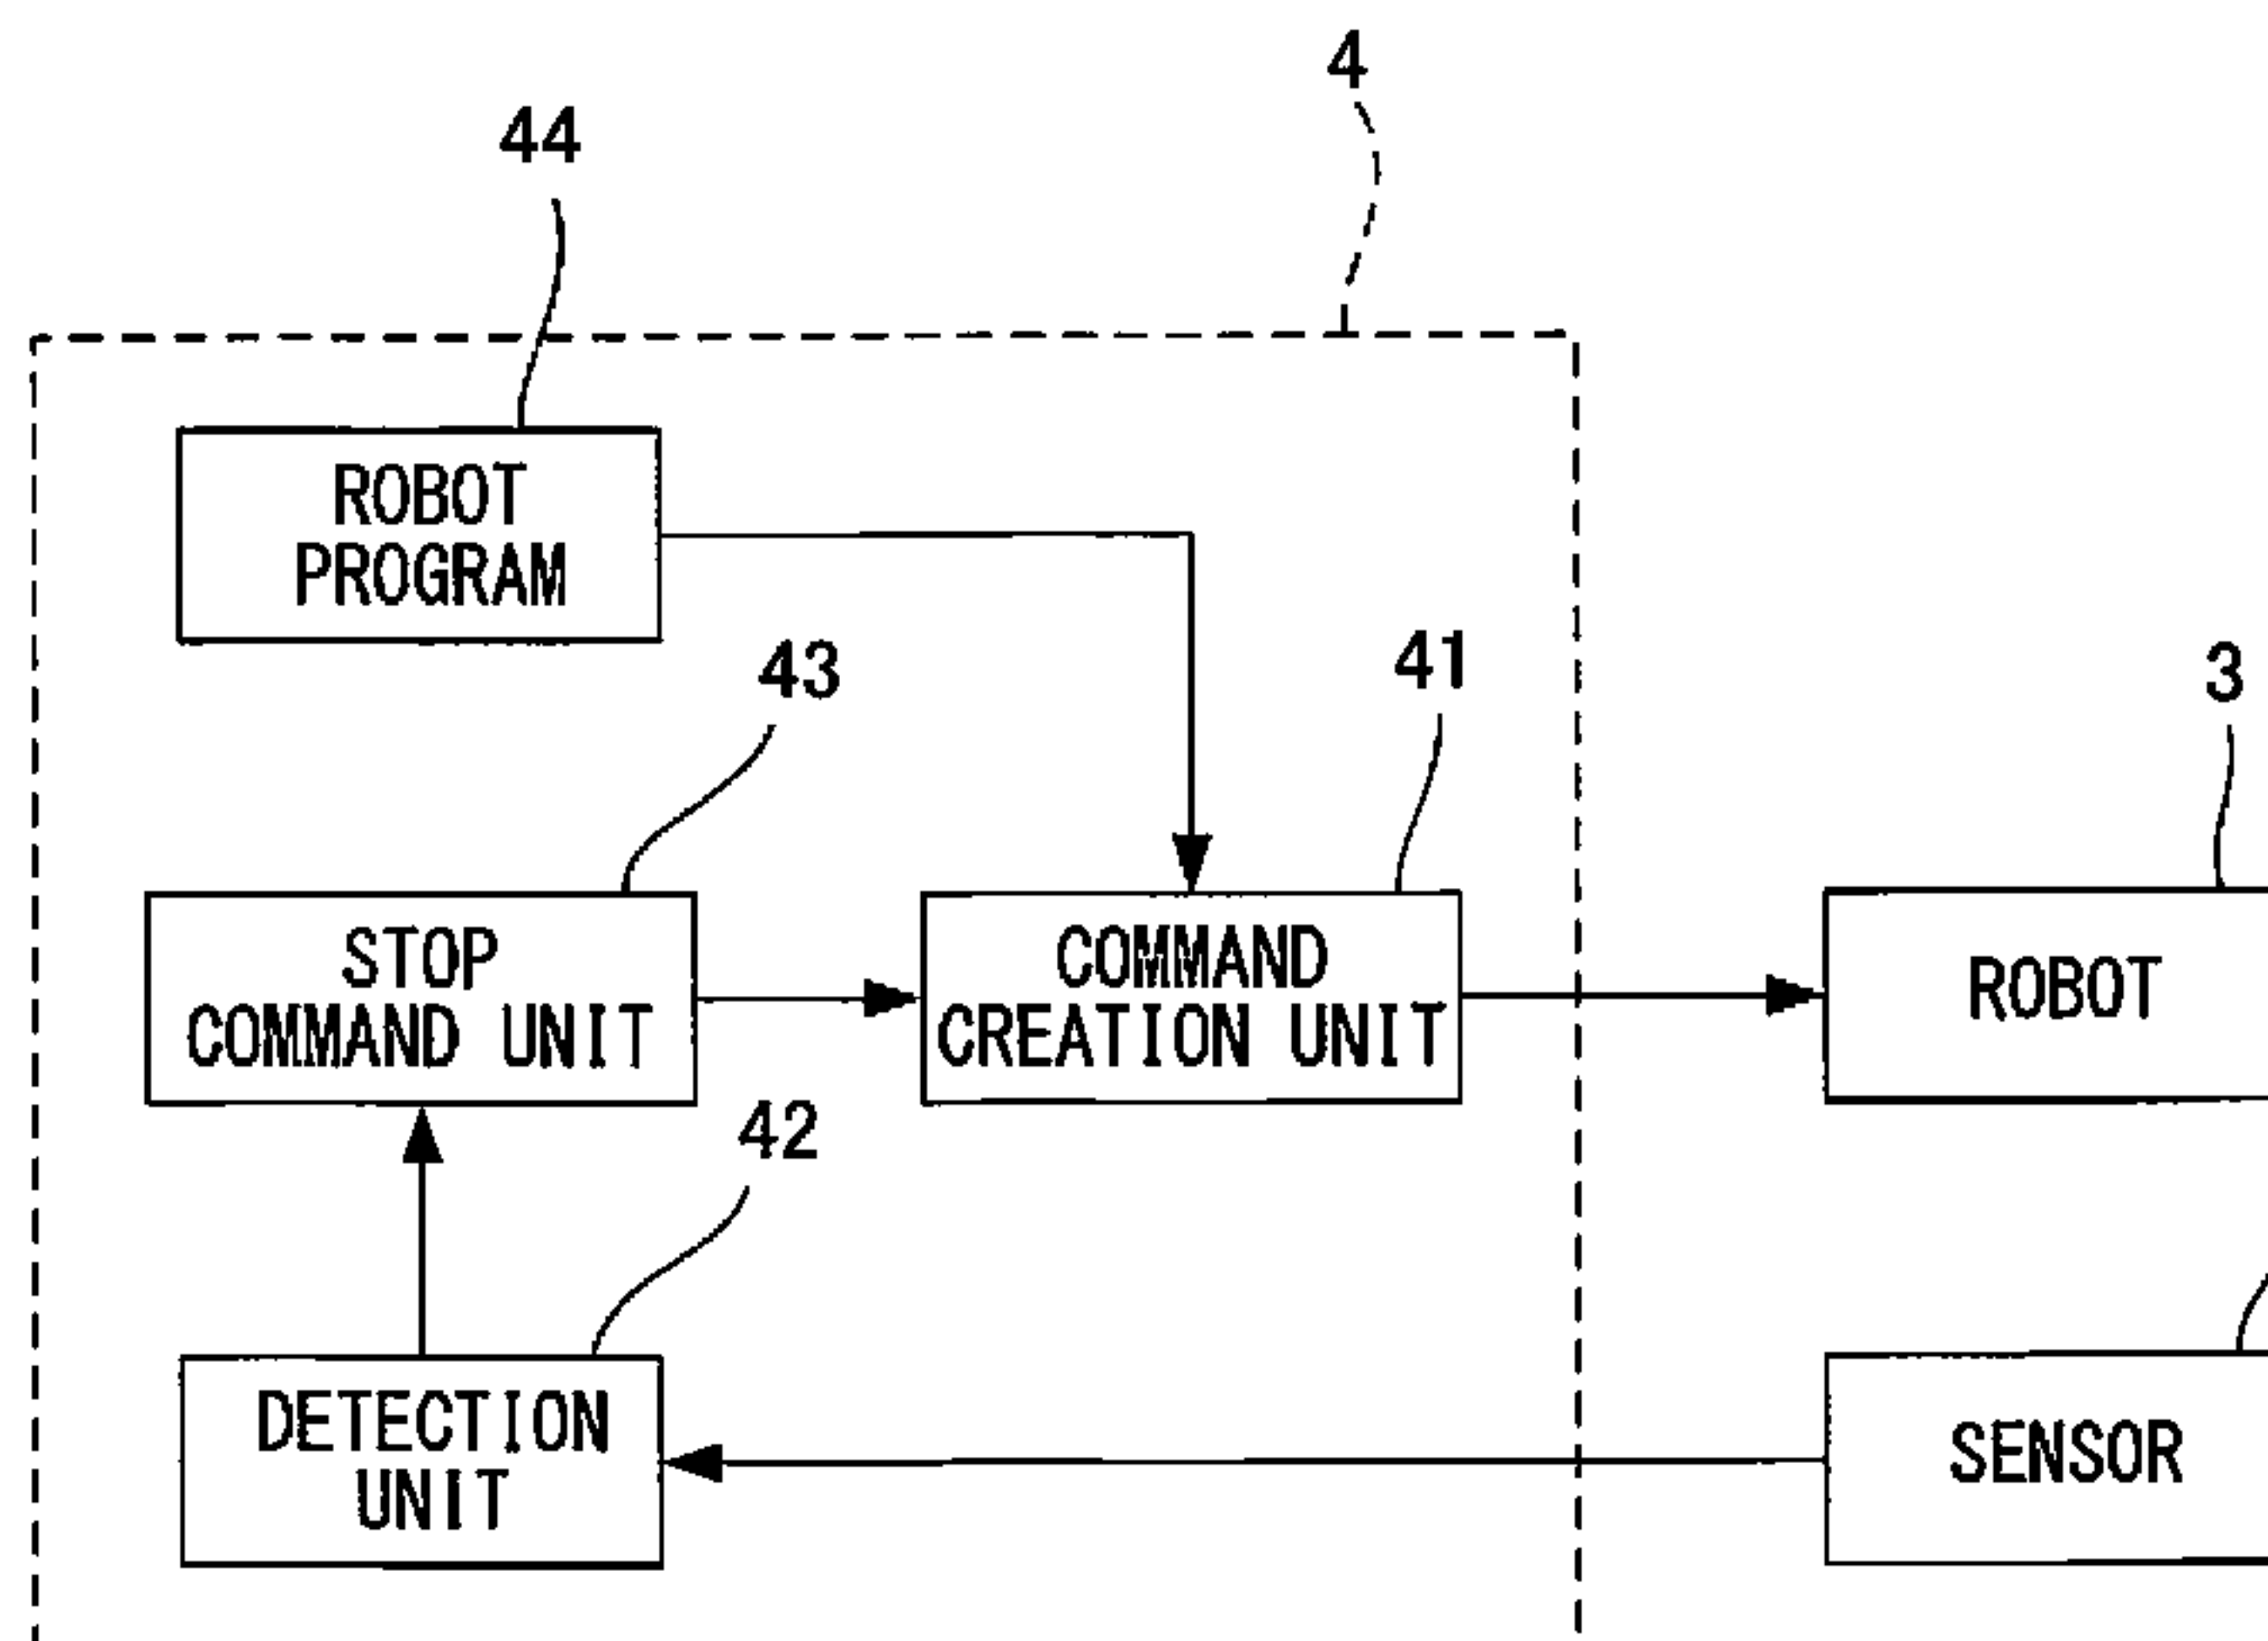 4
44
ROBOT
PROGRAM
43
41
3
STOP
COMMAND UNIT
COMMAND
CREATION UNIT
ROBOT
42
DETECTION
UNIT
SENSOR